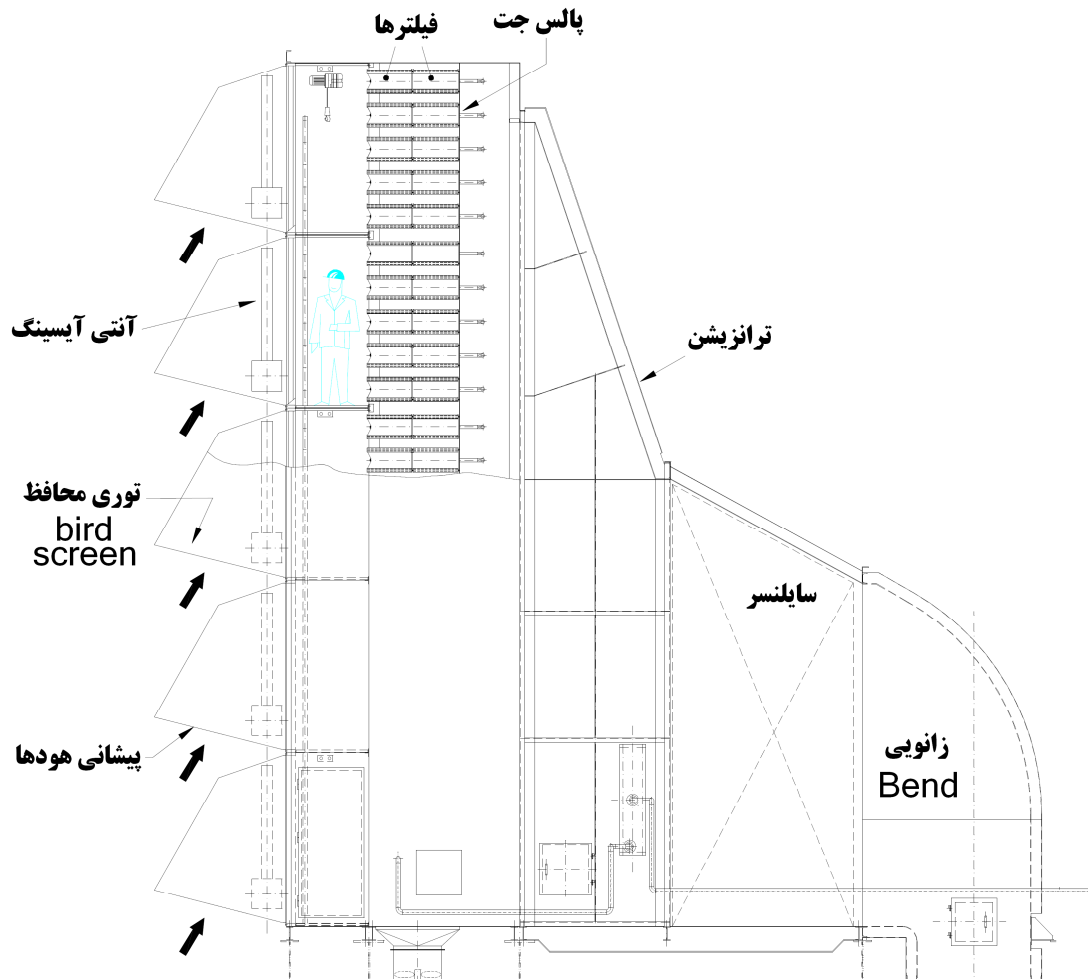 پالس جت
فیلترها
آنتی آیسینگ
ترانزیشن
توری محافظ
bird
screen
سایلنسر
زانویی
Bend
پیشانی هودها